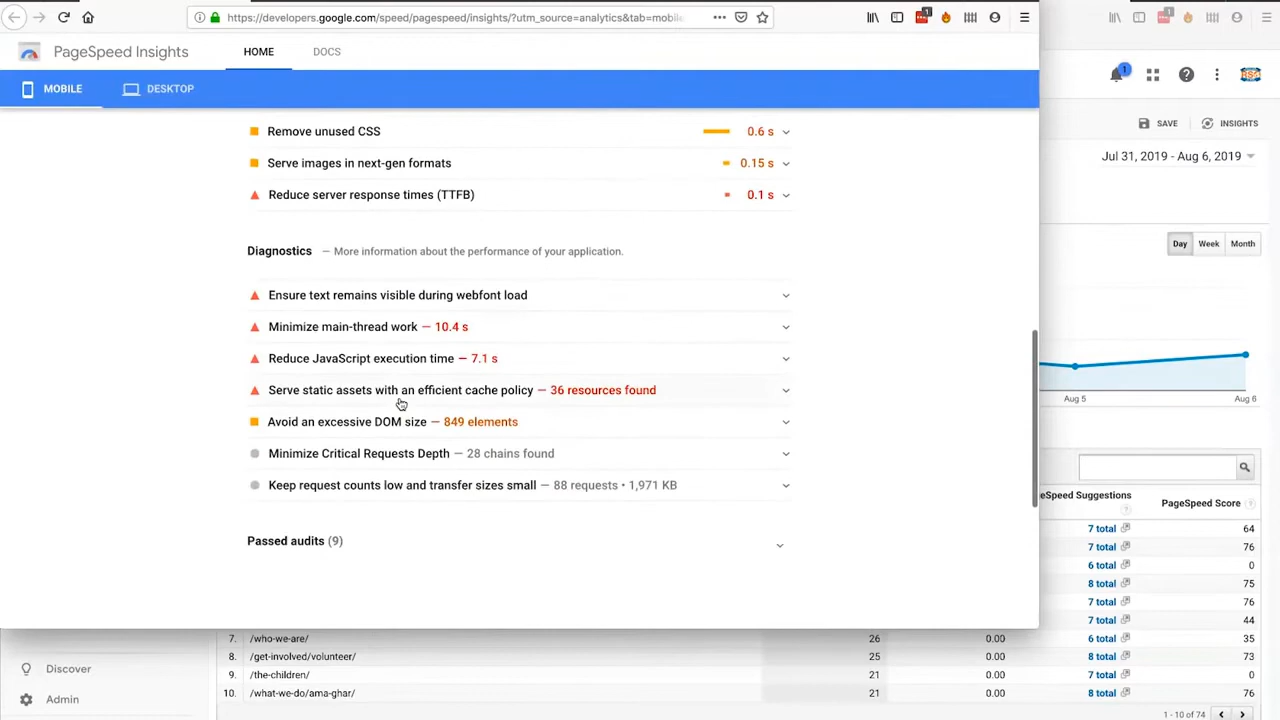 https://developers.google.com/speed/pagespeed/insights/?utm_source=analytics&tab=mobile
1
PageSpeed Insights
HOME
DOCS
MOBILE
DESKTOP
1
SAVE
INSIGHTS
Jul 31, 2019 - Aug 6, 2019
Remove unused CSS 0.6 s
Serve images in next-gen formats 0.15 s
Reduce server response times (TTFB) 0.1 s
Day Week Month
Diagnostics — More information about the performance of your application.
Ensure text remains visible during webfont load
Minimize main-thread work — 10.4 s
Reduce JavaScript execution time — 7.1 s
Serve static assets with an efficient cache policy — 36 resources found
Avoid an excessive DOM size — 849 elements
Minimize Critical Requests Depth — 28 chains found
Keep request counts low and transfer sizes small — 88 requests • 1,971 KB
Passed audits (9)
Aug 5 Aug 6
eSpeed Suggestions PageSpeed Score
7 total 64
7 total 76
6 total 0
8 total 75
7 total 76
7 total 44
7. /who-we-are/ 26 0.00 6 total 35
8. /get-involved/volunteer/ 25 0.00 8 total 73
9. /the-children/ 21 0.00 7 total 0
10. /what-we-do/ama-ghar/ 21 0.00 8 total 76
Discover
Admin
1 - 10 of 74